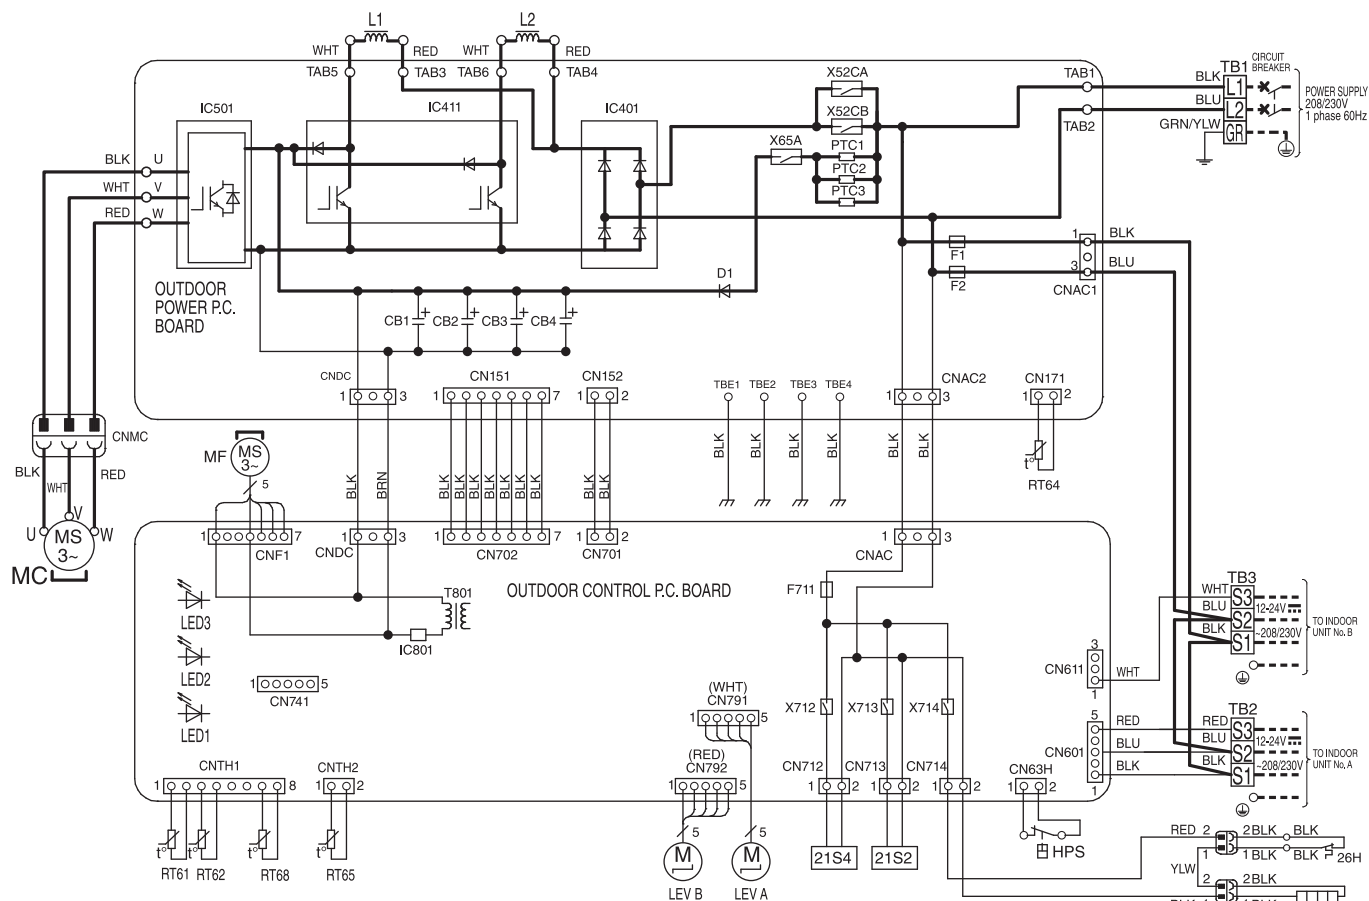 L1 L2
WHT RED WHT RED
TAB5 TAB3 TAB6 TAB4
X52CA
TAB1
BLK
TB1
CIRCUIT
BREAKER
L1
POWER SUPPLY
208/230V
1 phase 60Hz
BLU
L2
GRN/YLW
GR
TAB2
IC501 IC411 IC401
X52CB
X65A
PTC1
PTC2
PTC3
BLK U
WHT V
RED W
F1
1 BLK
F2
3 BLU
CNAC1
D1
OUTDOOR
POWER P.C.
BOARD
CB1 + CB2 + CB3 + CB4 +
CNDC
1 3
CN151
1 7
CN152
1 2
TBE1 TBE2 TBE3 TBE4
CNAC2
1 3
CN171
1 2
CNMC
BLK WHT RED
U V W
MS
3~
MC
MF
MS
3~
5
BLK BRN
BLK BLK BLK BLK BLK BLK BLK
BLK BLK
BLK BLK BLK BLK
BLK BLK
t°
RT64
1 7
CNF1
1 3
CNDC
1 7
CN702
1 2
CN701
1 3
CNAC
OUTDOOR CONTROL P.C. BOARD
F711
T801
IC801
LED3
LED2
LED1
1 5
CN741
TB3
WHT S3 12-24V
BLU S2
BLK S1 ~208/230V
TO INDOOR
UNIT No. B
3
CN611
1
WHT
TB2
RED RED S3 12-24V
BLU BLU S2
BLK BLK S1 ~208/230V
TO INDOOR
UNIT No. A
5
CN601
1
(WHT)
CN791
1 5
(RED)
CN792
1 5
X712 X713 X714
CN712 CN713 CN714
1 2 1 2 1 2
CN63H
1 2
CNTH1
1 8
CNTH2
1 2
t° t° t° t°
RT61 RT62 RT68 RT65
5 5
M M
LEV B LEV A
21S4 21S2
HPS
RED 2 2 BLK BLK
1 1 BLK BLK
26H
YLW
2 2 BLK